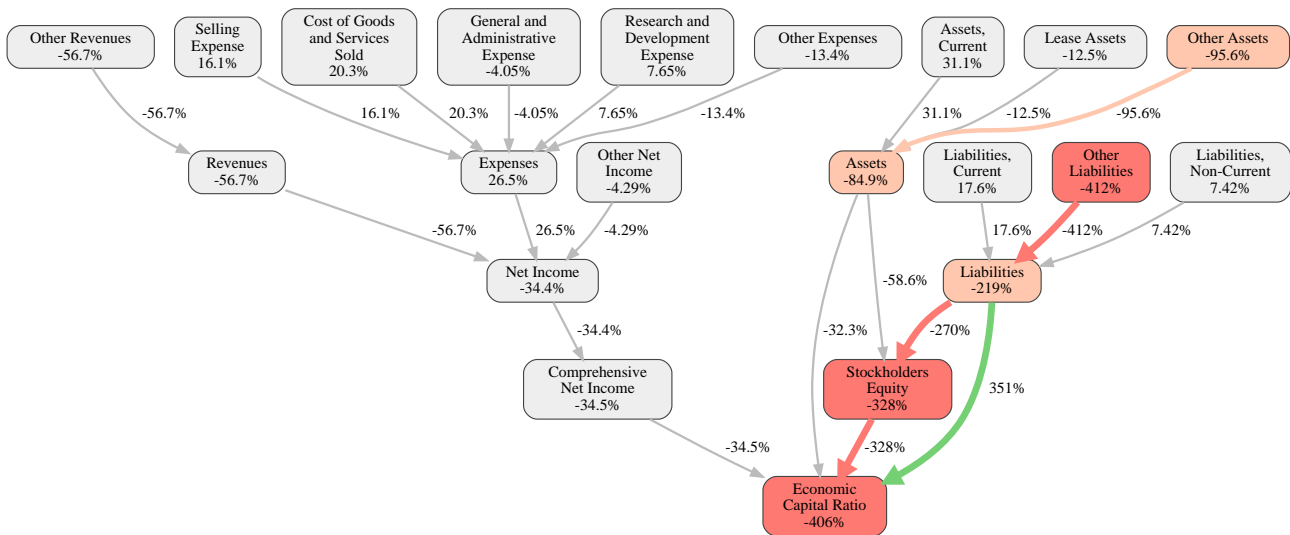 Other Revenues
-56.7%
Selling
Expense
16.1%
Cost of Goods
and Services
Sold
20.3%
General and
Administrative
Expense
-4.05%
Research and
Development
Expense
7.65%
Other Expenses
-13.4%
Assets,
Current
31.1%
Lease Assets
-12.5%
Other Assets
-95.6%
-56.7%
16.1%
20.3%
-4.05%
7.65%
-13.4%
31.1%
-12.5%
-95.6%
Revenues
-56.7%
Expenses
26.5%
Other Net
Income
-4.29%
Assets
-84.9%
Liabilities,
Current
17.6%
Other
Liabilities
-412%
Liabilities,
Non-Current
7.42%
-56.7%
26.5%
-4.29%
17.6%
-412%
7.42%
Net Income
-34.4%
-58.6%
Liabilities
-219%
-34.4%
-32.3%
-270%
Comprehensive
Net Income
-34.5%
Stockholders
Equity
-328%
351%
-34.5%
-328%
Economic
Capital Ratio
-406%